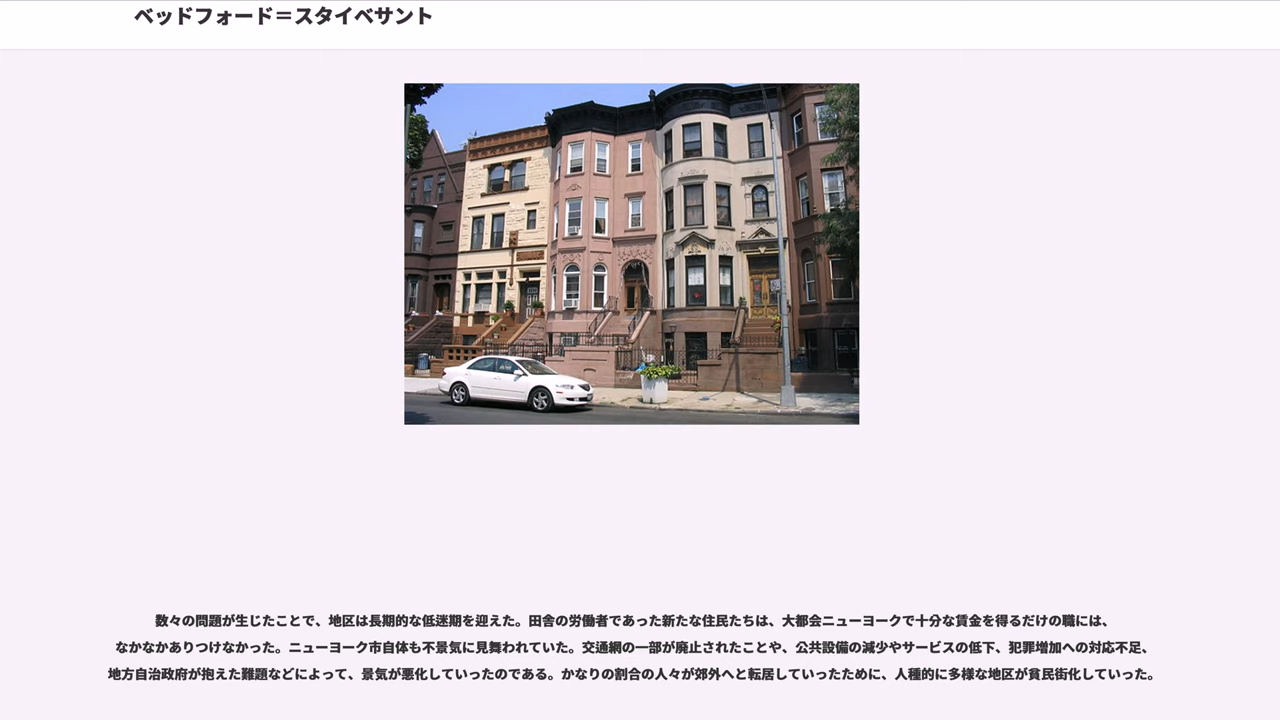 ベッドフォード＝スタイベサント
数々の問題が生じたことで、地区は長期的な低迷期を迎えた。田舎の労働者であった新たな住民たちは、大都会ニューヨークで十分な賃金を得るだけの職には、
なかなかありつけなかった。ニューヨーク市自体も不景気に見舞われていた。交通網の一部が廃止されたことや、公共設備の減少やサービスの低下、犯罪増加への対応不足、
地方自治政府が抱えた難題などによって、景気が悪化していったのである。かなりの割合の人々が郊外へと転居していったために、人種的に多様な地区が貧民街化していった。